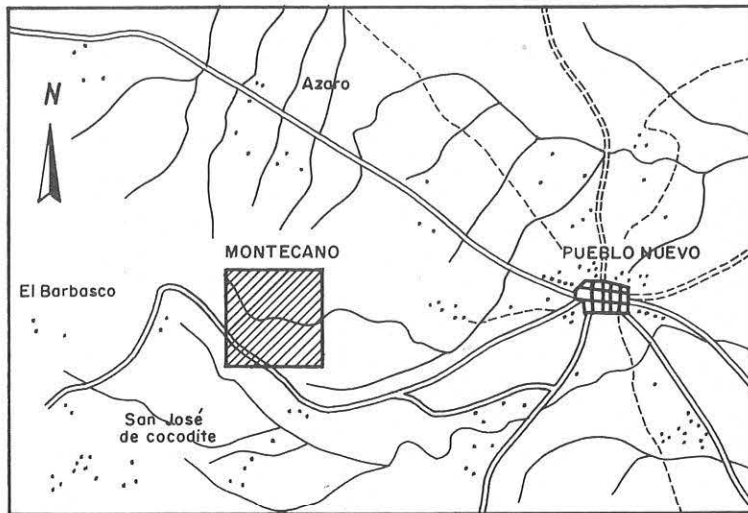 Azaro
N
MONTECANO
PUEBLO NUEVO
El Barbasco
San José
de cocodite